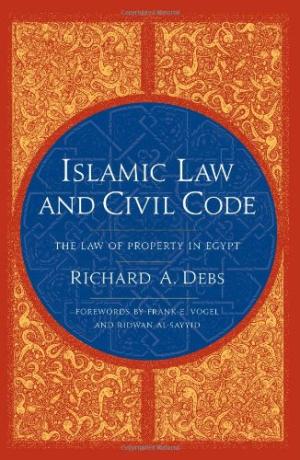 Islamic Law
and Civil Code
The Law of Property in Egypt
Richard A. Debs
Forewords by Frank E. Vogel
and Ridwan Al-Sayyid